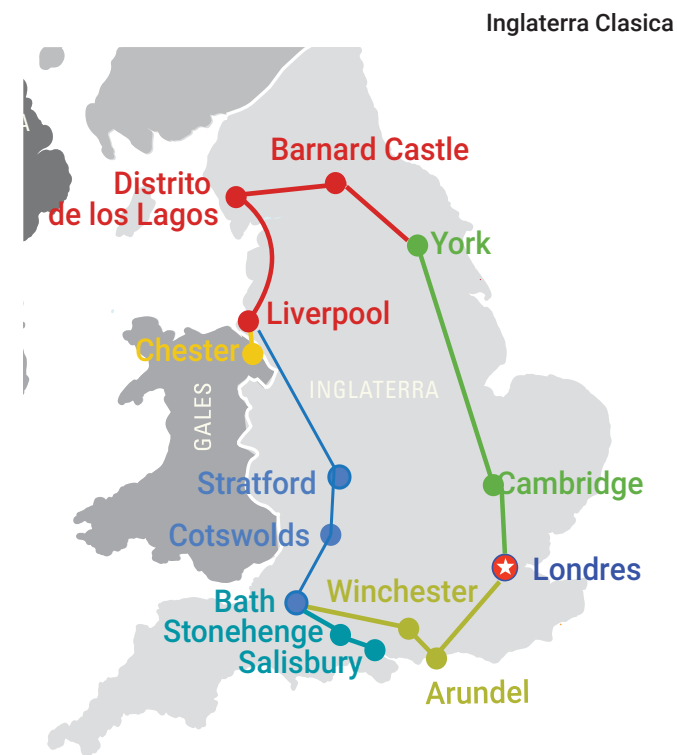 Inglaterra Clasica
Barnard Castle
Distrito
de los Lagos
York
Liverpool
Chester
INGLATERRA
GALES
Stratford
Cambridge
Cotswolds
Londres
Winchester
Bath
Stonehenge
Salisbury
Arundel
A